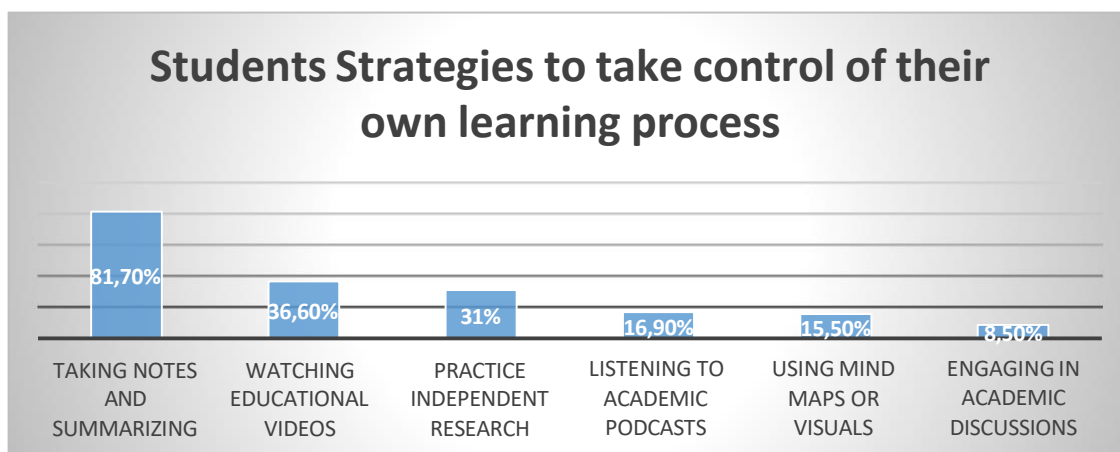 Students Strategies to take control of their
own learning process
81,70%
36,60%
31%
16,90%
15,50%
8,50%
TAKING NOTES
AND
SUMMARIZING
WATCHING
EDUCATIONAL
VIDEOS
PRACTICE
INDEPENDENT
RESEARCH
LISTENING TO
ACADEMIC
PODCASTS
USING MIND
MAPS OR
VISUALS
ENGAGING IN
ACADEMIC
DISCUSSIONS